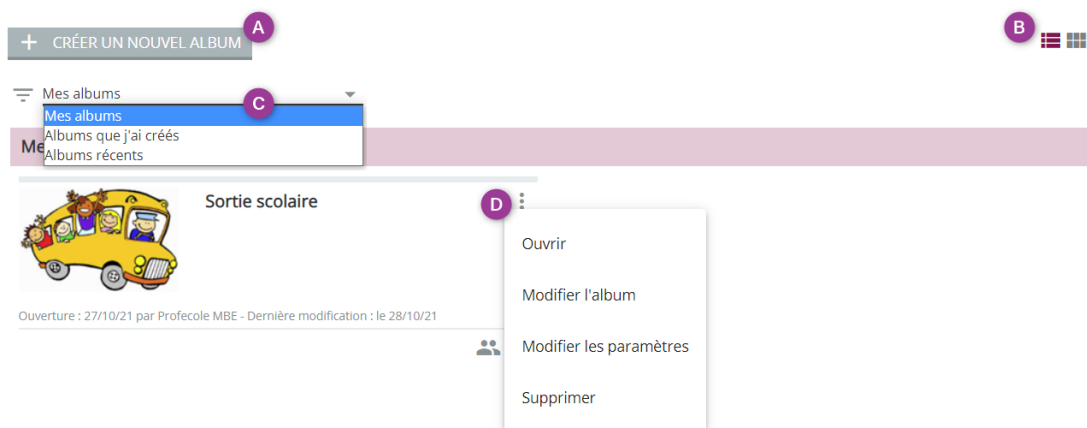 A
B
+ CRÉER UN NOUVEL ALBUM
Mes albums
C
Mes albums
Albums que j'ai créés
Albums récents
Me
Sortie scolaire
D
Ouvrir
Modifier l'album
Ouverture : 27/10/21 par Profecole MBE - Dernière modification : le 28/10/21
Modifier les paramètres
Supprimer